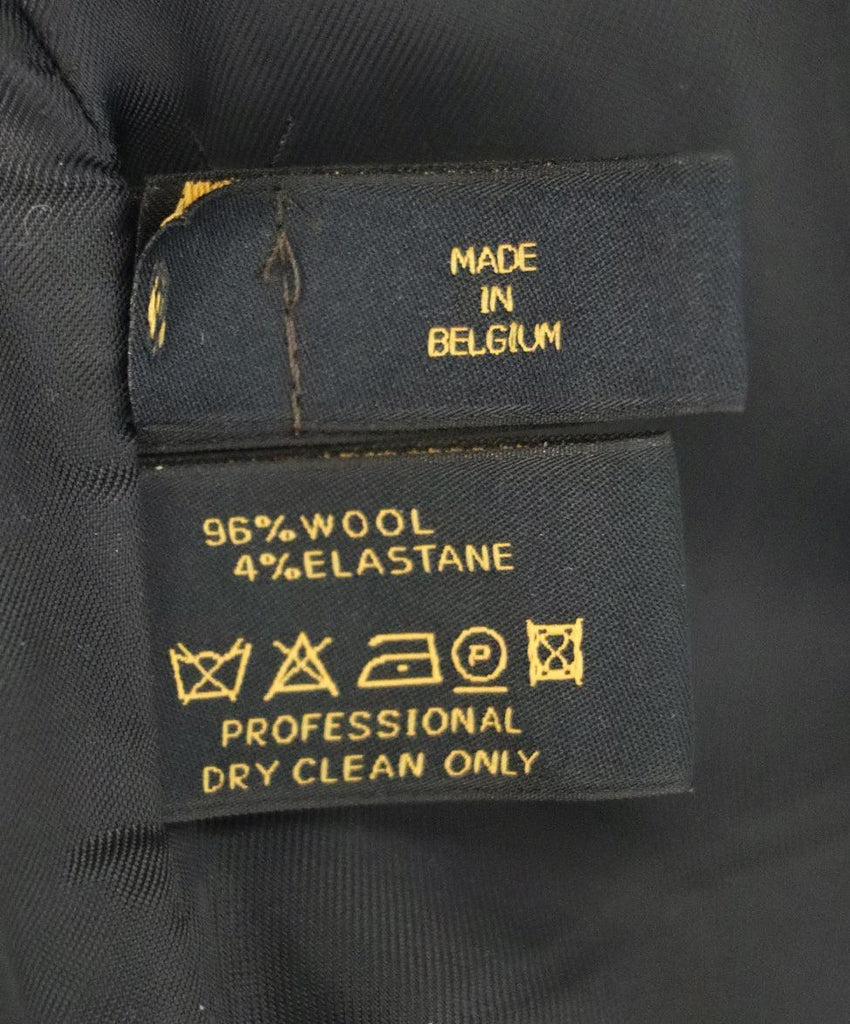 MADE
IN
BELGIUM
96% WOOL
4% ELASTANE
P
PROFESSIONAL
DRY CLEAN ONLY